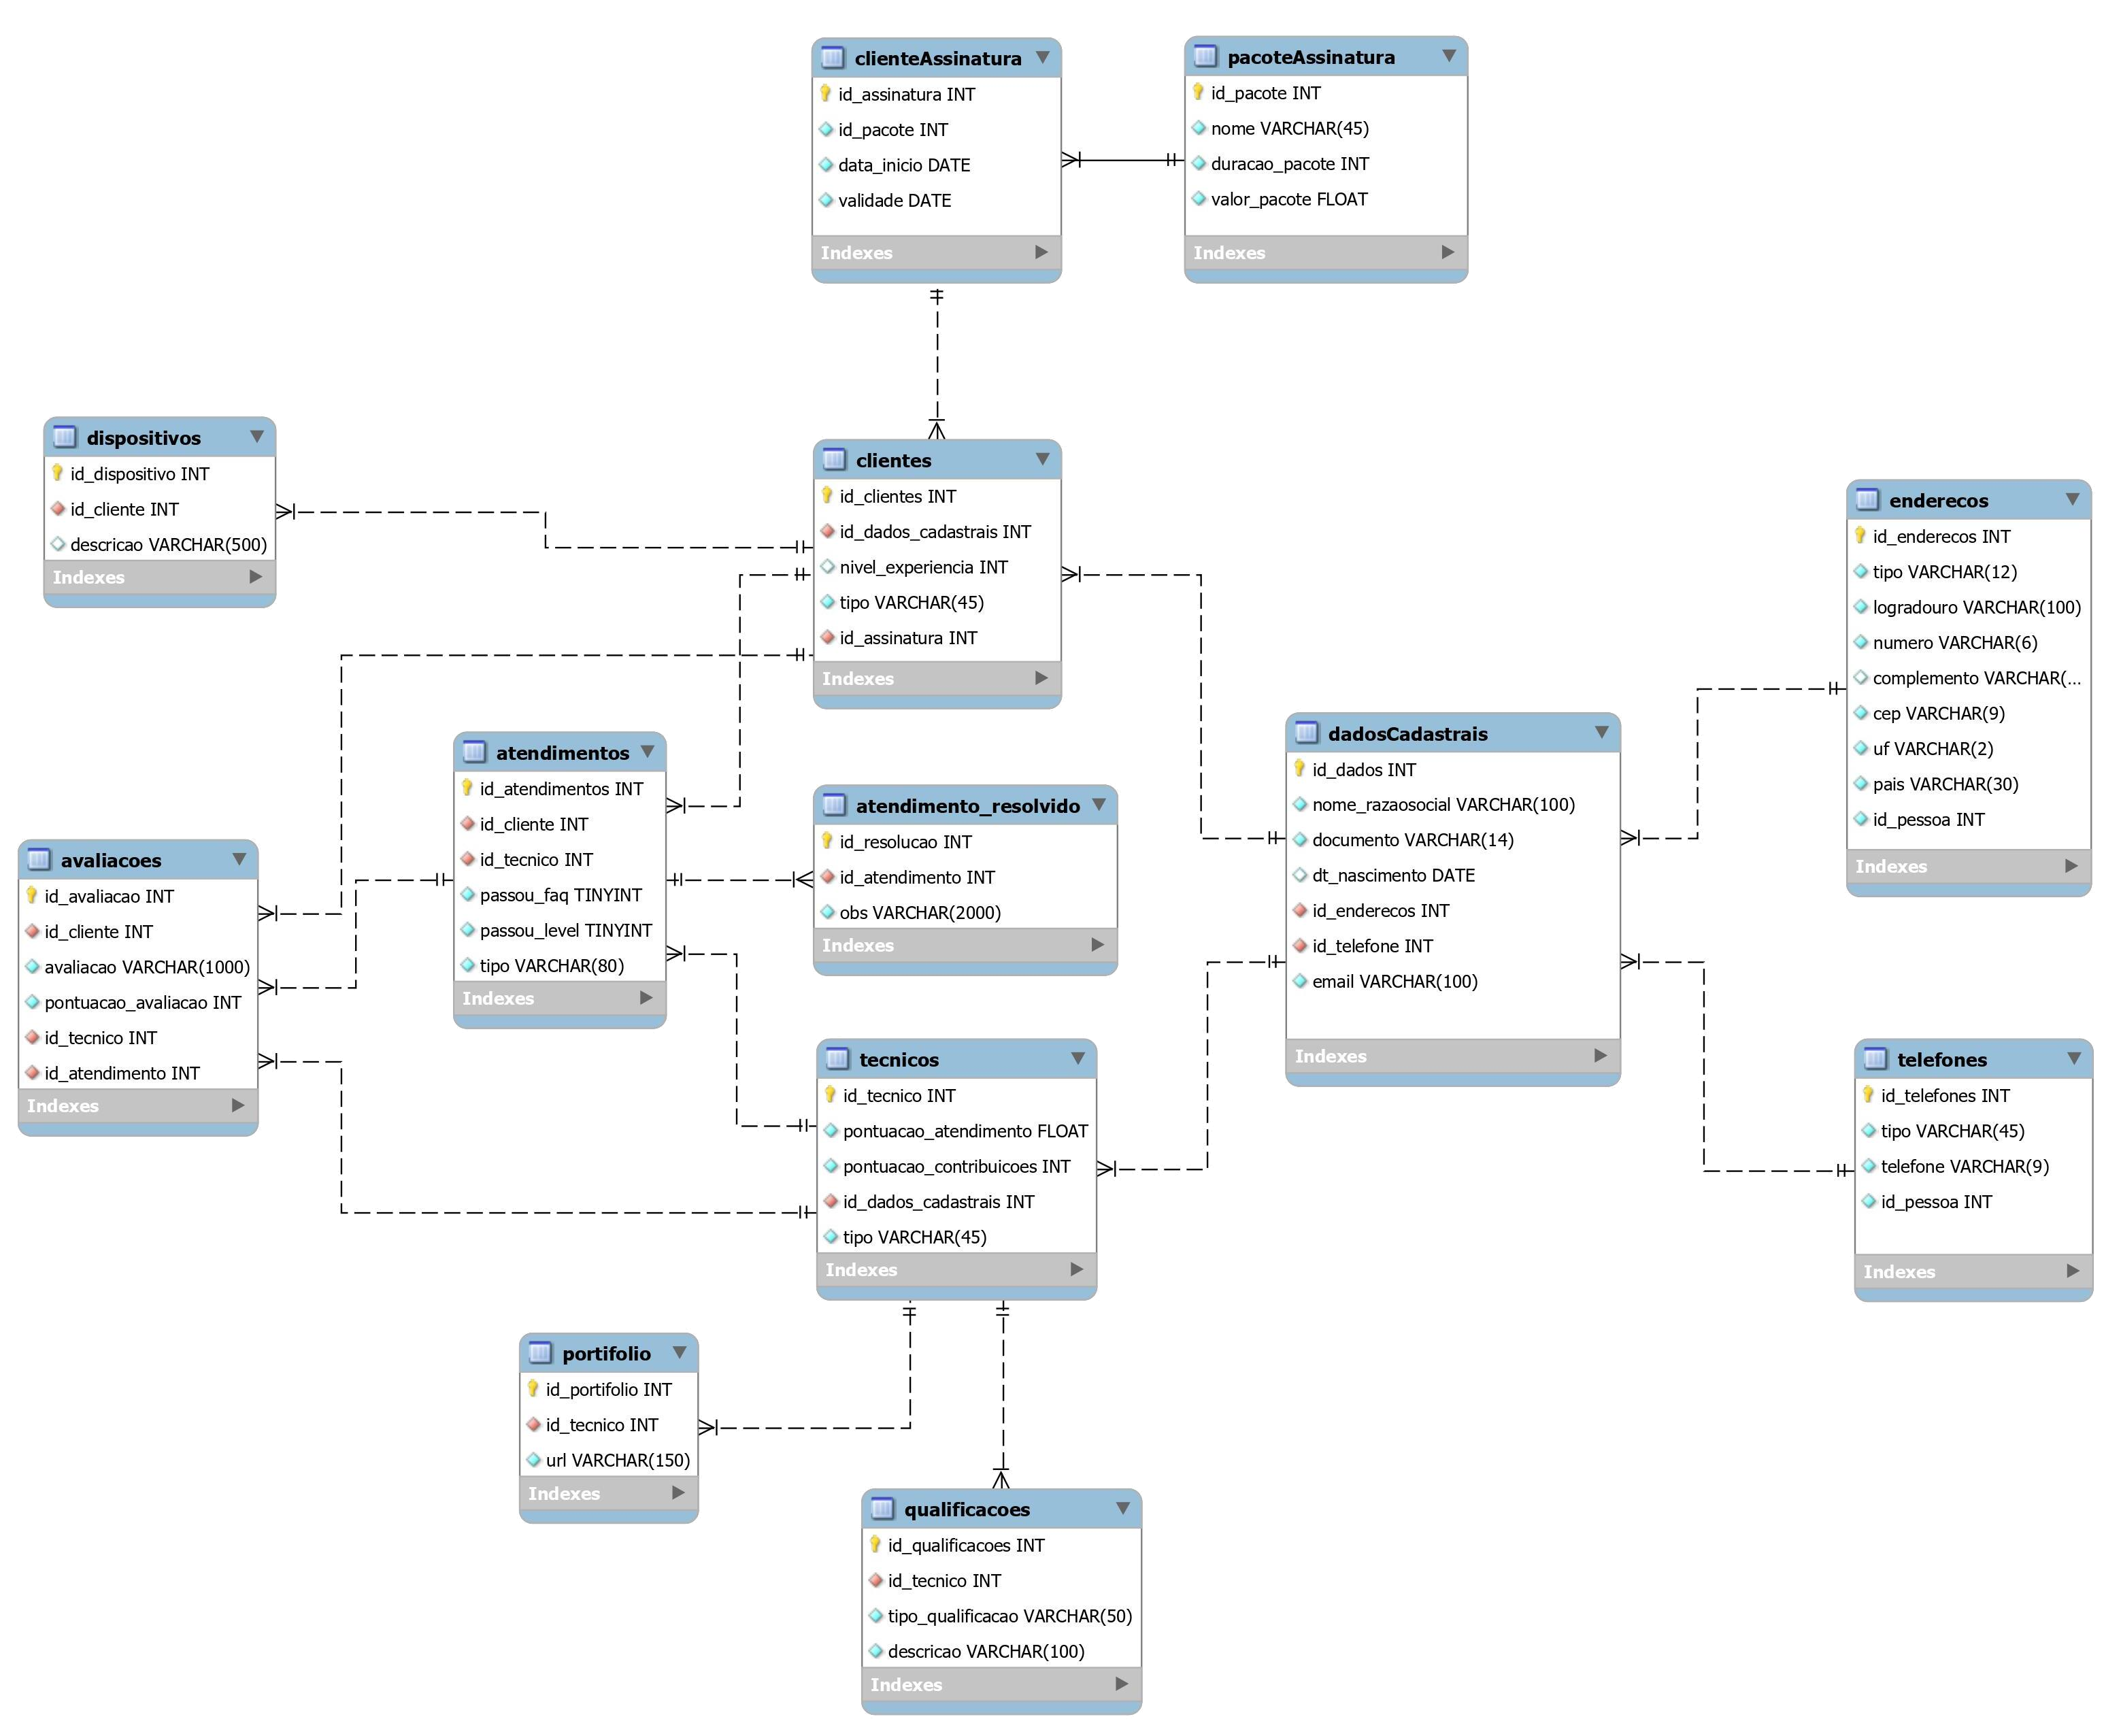 clienteAssinatura
id_assinatura INT
id_pacote INT
data_inicio DATE
validade DATE
Indexes
pacoteAssinatura
id_pacote INT
nome VARCHAR(45)
duracao_pacote INT
valor_pacote FLOAT
Indexes
dispositivos
id_dispositivo INT
id_cliente INT
descricao VARCHAR(500)
Indexes
clientes
id_clientes INT
id_dados_cadastrais INT
nivel_experiencia INT
tipo VARCHAR(45)
id_assinatura INT
Indexes
enderecos
id_enderecos INT
tipo VARCHAR(12)
logradouro VARCHAR(100)
numero VARCHAR(6)
complemento VARCHAR(...
cep VARCHAR(9)
uf VARCHAR(2)
pais VARCHAR(30)
id_pessoa INT
Indexes
atendimentos
id_atendimentos INT
id_cliente INT
id_tecnico INT
passou_faq TINYINT
passou_level TINYINT
tipo VARCHAR(80)
Indexes
atendimento_resolvido
id_resolucao INT
id_atendimento INT
obs VARCHAR(2000)
Indexes
dadosCadastrais
id_dados INT
nome_razaosocial VARCHAR(100)
documento VARCHAR(14)
dt_nascimento DATE
id_enderecos INT
id_telefone INT
email VARCHAR(100)
Indexes
avaliacoes
id_avaliacao INT
id_cliente INT
avaliacao VARCHAR(1000)
pontuacao_avaliacao INT
id_tecnico INT
id_atendimento INT
Indexes
tecnicos
id_tecnico INT
pontuacao_atendimento FLOAT
pontuacao_contribuicoes INT
id_dados_cadastrais INT
tipo VARCHAR(45)
Indexes
telefones
id_telefones INT
tipo VARCHAR(45)
telefone VARCHAR(9)
id_pessoa INT
Indexes
portifolio
id_portifolio INT
id_tecnico INT
url VARCHAR(150)
Indexes
qualificacoes
id_qualificacoes INT
id_tecnico INT
tipo_qualificacao VARCHAR(50)
descricao VARCHAR(100)
Indexes